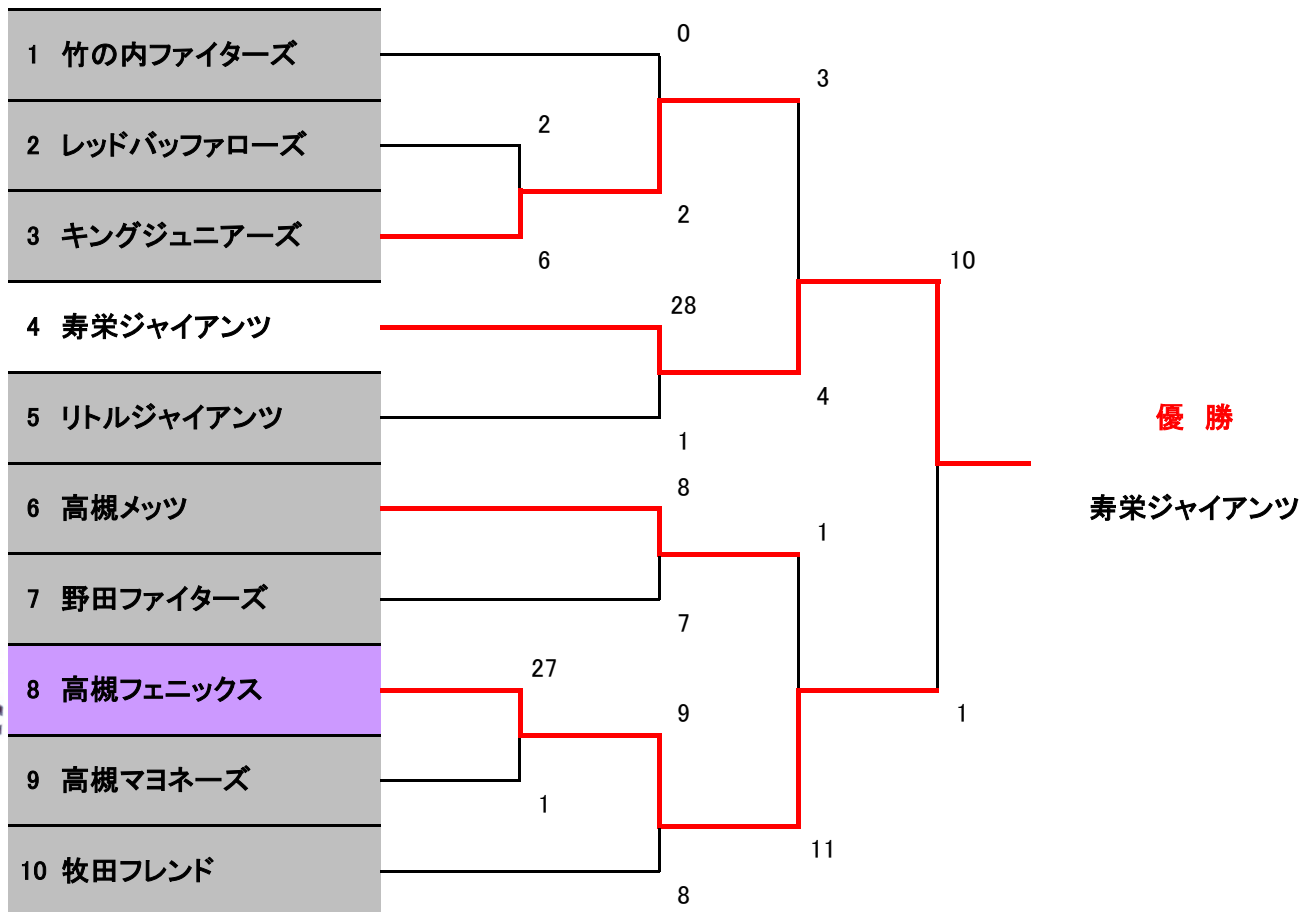 1 竹の内ファイターズ
0
3
2 レッドバッファローズ
2
3 キングジュニアーズ
2
6
10
4 寿栄ジャイアンツ
28
4
5 リトルジャイアンツ
1
優 勝
6 高槻メッツ
8
1
寿栄ジャイアンツ
7 野田ファイターズ
7
8 高槻フェニックス
27
9
1
9 高槻マヨネーズ
1
11
10 牧田フレンド
8